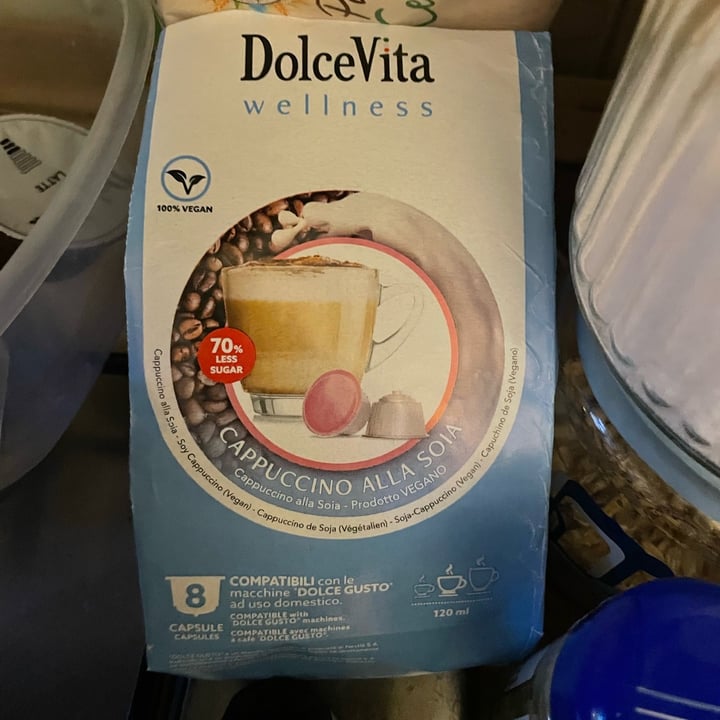 DolceVita
wellness
100% VEGAN
LATTE
70%
LESS
SUGAR
CAPPUCCINO ALLA SOIA
Cappuccino alla Soia - Prodotto VEGANO
Cappuccino alla Soia - Soy Cappuccino (Vegan) - Cappuccino de Soja (Végétalien) - Soja-Cappuccino (Vegan) - Capuchino de Soja (Vegano)
8
CAPSULE
CAPSULES
COMPATIBILI con le
macchine *DOLCE GUSTO*
ad uso domestico.
COMPATIBLE with
*DOLCE GUSTO* machines.
COMPATIBLE avec machines
a café *DOLCE GUSTO*
120 ml